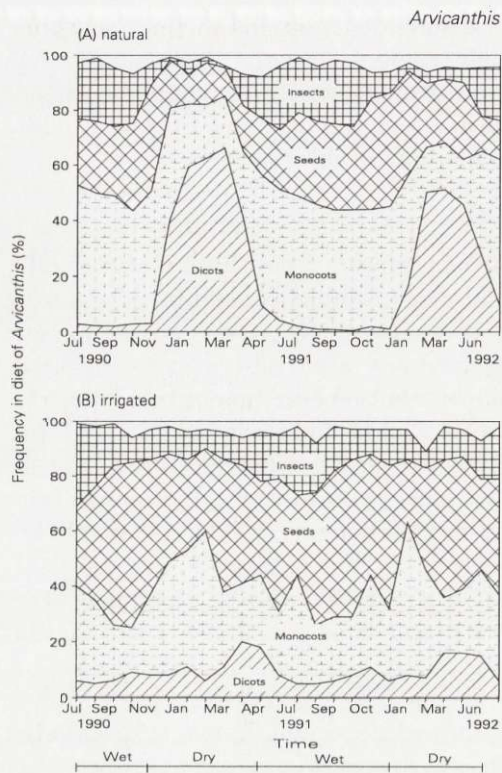 Arvicanthis
(A) natural
Frequency in diet of Arvicanthis (%)
100
80
60
40
20
0
Insects
Seeds
Dicots
Monocots
Jul Sep Nov Jan Mar Apr Jun Aug Oct Jan Mar Jun
1990 1991 1992
(B) irrigated
100
80
60
40
20
0
Insects
Seeds
Monocots
Dicots
Jul Sep Nov Jan Mar Apr Jul Sep Nov Jan Mar Jun
1990 1991 1992
Time
Wet Dry Wet Dry